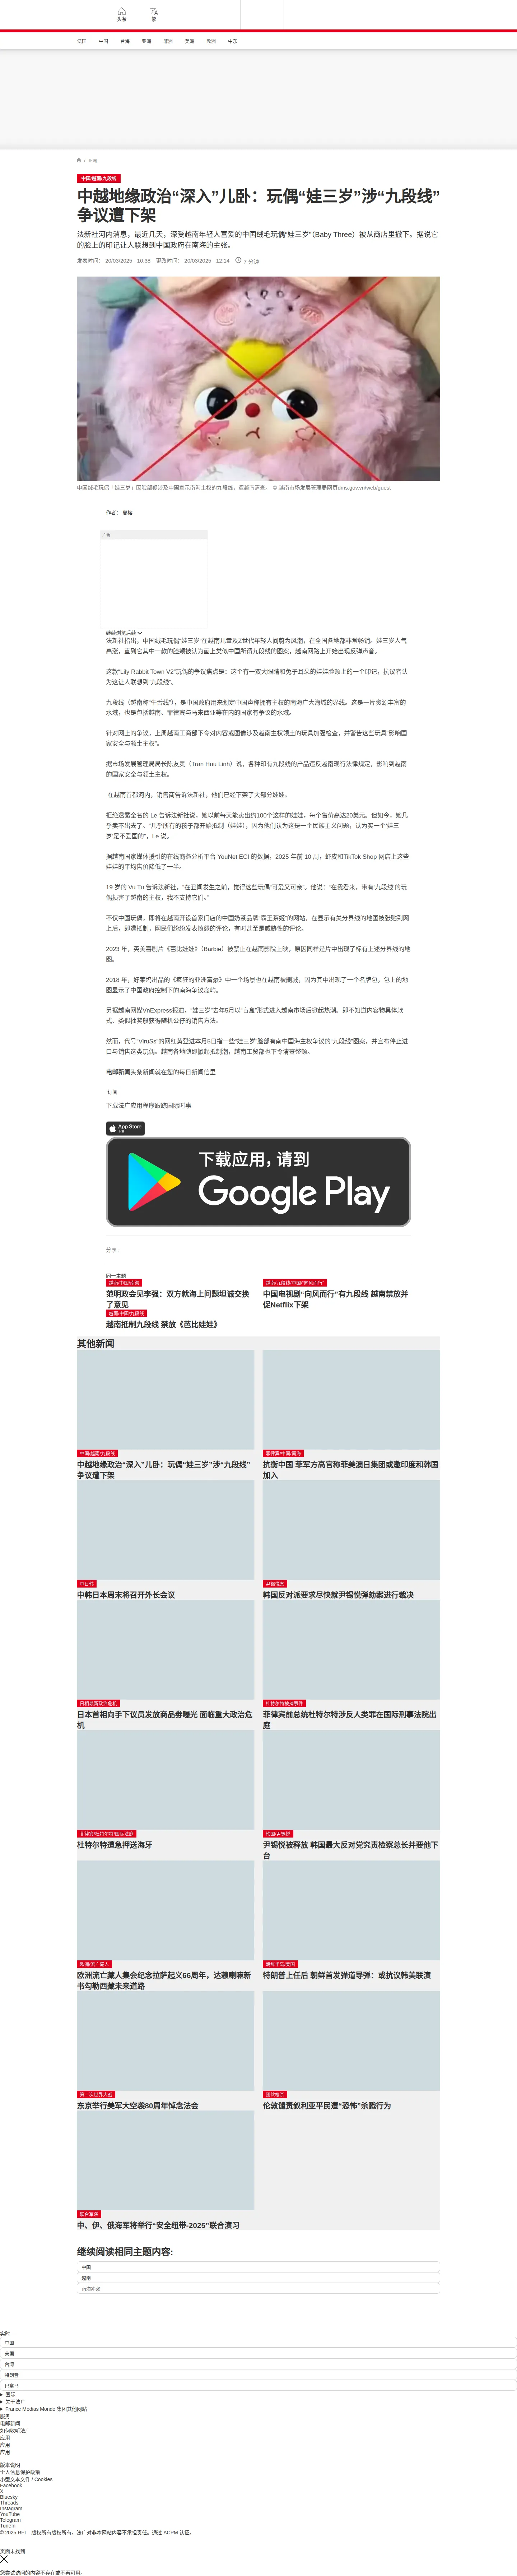 头条
繁
法国
中国
台海
亚洲
非洲
美洲
欧洲
中东
/ 亚洲
中国/越南/九段线
中越地缘政治“深入”儿卧：玩偶“娃三岁”涉“九段线”
争议遭下架
法新社河内消息，最近几天，深受越南年轻人喜爱的中国绒毛玩偶“娃三岁”（Baby Three）被从商店里撤下。据说它
的脸上的印记让人联想到中国政府在南海的主张。
发表时间： 20/03/2025 - 10:38 更改时间： 20/03/2025 - 12:14 7 分钟
中国绒毛玩偶「娃三岁」因脸部疑涉及中国宣示南海主权的九段线，遭越南清查。 © 越南市场发展管理局网页dms.gov.vn/web/guest
作者： 夏榕
广告
继续浏览后续
法新社指出，中国绒毛玩偶“娃三岁”在越南儿童及Z世代年轻人间蔚为风潮，在全国各地都非常畅销。娃三岁人气
高涨，直到它其中一款的脸颊被认为画上类似中国所谓九段线的图案，越南网路上开始出现反弹声音。
这款“Lily Rabbit Town V2”玩偶的争议焦点是：这个有一双大眼睛和兔子耳朵的娃娃脸颊上的一个印记，抗议者认
为这让人联想到“九段线”。
九段线（越南称“牛舌线”），是中国政府用来划定中国声称拥有主权的南海广大海域的界线。这是一片资源丰富的
水域，也是包括越南、菲律宾与马来西亚等在内的国家有争议的水域。
针对网上的争议，上周越南工商部下令对内容或图像涉及越南主权领土的玩具加强检查，并警告这些玩具“影响国
家安全与领土主权”。
据市场发展管理局局长陈友灵（Tran Huu Linh）说，各种印有九段线的产品违反越南现行法律规定，影响到越南
的国家安全与领土主权。
在越南首都河内，销售商告诉法新社，他们已经下架了大部分娃娃。
拒绝透露全名的 Le 告诉法新社说，她以前每天能卖出约100个这样的娃娃，每个售价高达20美元。但如今，她几
乎卖不出去了。“几乎所有的孩子都开始抵制（娃娃），因为他们认为这是一个民族主义问题，认为买一个‘娃三
岁’是不爱国的”，Le 说。
据越南国家媒体援引的在线商务分析平台 YouNet ECI 的数据，2025 年前 10 周，虾皮和TikTok Shop 网店上这些
娃娃的平均售价降低了一半。
19 岁的 Vu Tu 告诉法新社，“在丑闻发生之前，觉得这些玩偶“可爱又可亲”。他说：“在我看来，带有‘九段线’的玩
偶损害了越南的主权，我不支持它们。”
不仅中国玩偶，即将在越南开设首家门店的中国奶茶品牌“霸王茶姬”的网站，在显示有关分界线的地图被张贴到网
上后，即遭抵制，网民们纷纷发表愤怒的评论，有时甚至是威胁性的评论。
2023 年，英美喜剧片《芭比娃娃》（Barbie）被禁止在越南影院上映，原因同样是片中出现了标有上述分界线的地
图。
2018 年，好莱坞出品的《疯狂的亚洲富豪》中一个场景也在越南被删减，因为其中出现了一个名牌包，包上的地
图显示了中国政府控制下的南海争议岛屿。
另据越南网媒VnExpress报道，“娃三岁”去年5月以“盲盒”形式进入越南市场后掀起热潮。即不知道内容物具体款
式、类似抽奖般获得随机公仔的销售方法。
然而，代号“ViruSs”的网红黄登进本月5日指一些“娃三岁”脸部有南中国海主权争议的“九段线”图案，并宣布停止进
口与销售这类玩偶。越南各地随即掀起抵制潮，越南工贸部也下令清查整顿。
电邮新闻头条新闻就在您的每日新闻信里
订阅
下载法广应用程序跟踪国际时事
App Store
下载
下载应用，请到
Google Play
分享 :
同一主题
越南/中国/南海
范明政会见李强：双方就海上问题坦诚交换
了意见
越南/九段线/中国/“向风而行”
中国电视剧“向风而行”有九段线 越南禁放并
促Netflix下架
越南/中国/九段线
越南抵制九段线 禁放《芭比娃娃》
其他新闻
中国/越南/九段线
中越地缘政治“深入”儿卧：玩偶“娃三岁”涉“九段线”
争议遭下架
菲律宾/中国/南海
抗衡中国 菲军方高官称菲美澳日集团或邀印度和韩国
加入
中日韩
中韩日本周末将召开外长会议
尹锡悦案
韩国反对派要求尽快就尹锡悦弹劾案进行裁决
日相最新政治危机
日本首相向手下议员发放商品劵曝光 面临重大政治危
机
杜特尔特被捕事件
菲律宾前总统杜特尔特涉反人类罪在国际刑事法院出
庭
菲律宾/杜特尔特/国际法庭
杜特尔特遭急押送海牙
韩国/尹锡悦
尹锡悦被释放 韩国最大反对党究责检察总长并要他下
台
欧洲/流亡藏人
欧洲流亡藏人集会纪念拉萨起义66周年，达赖喇嘛新
书勾勒西藏未来道路
朝鲜半岛/美国
特朗普上任后 朝鲜首发弹道导弹：或抗议韩美联演
第二次世界大战
东京举行美军大空袭80周年悼念法会
团伙枪杀
伦敦谴责叙利亚平民遭“恐怖”杀戮行为
联合军演
中、伊、俄海军将举行“安全纽带-2025”联合演习
继续阅读相同主题内容:
中国
越南
南海冲突
实时
中国
美国
台湾
特朗普
巴拿马
国际
关于法广
France Médias Monde 集团其他网站
服务
电邮新闻
如何收听法广
应用
应用
应用
版本说明
个人信息保护政策
小型文本文件 / Cookies
Facebook
X
Bluesky
Threads
Instagram
YouTube
Telegram
TuneIn
© 2025 RFI – 版权所有版权所有。法广对非本网站内容不承担责任。通过 ACPM 认证。
页面未找到
您尝试访问的内容不存在或不再可用。